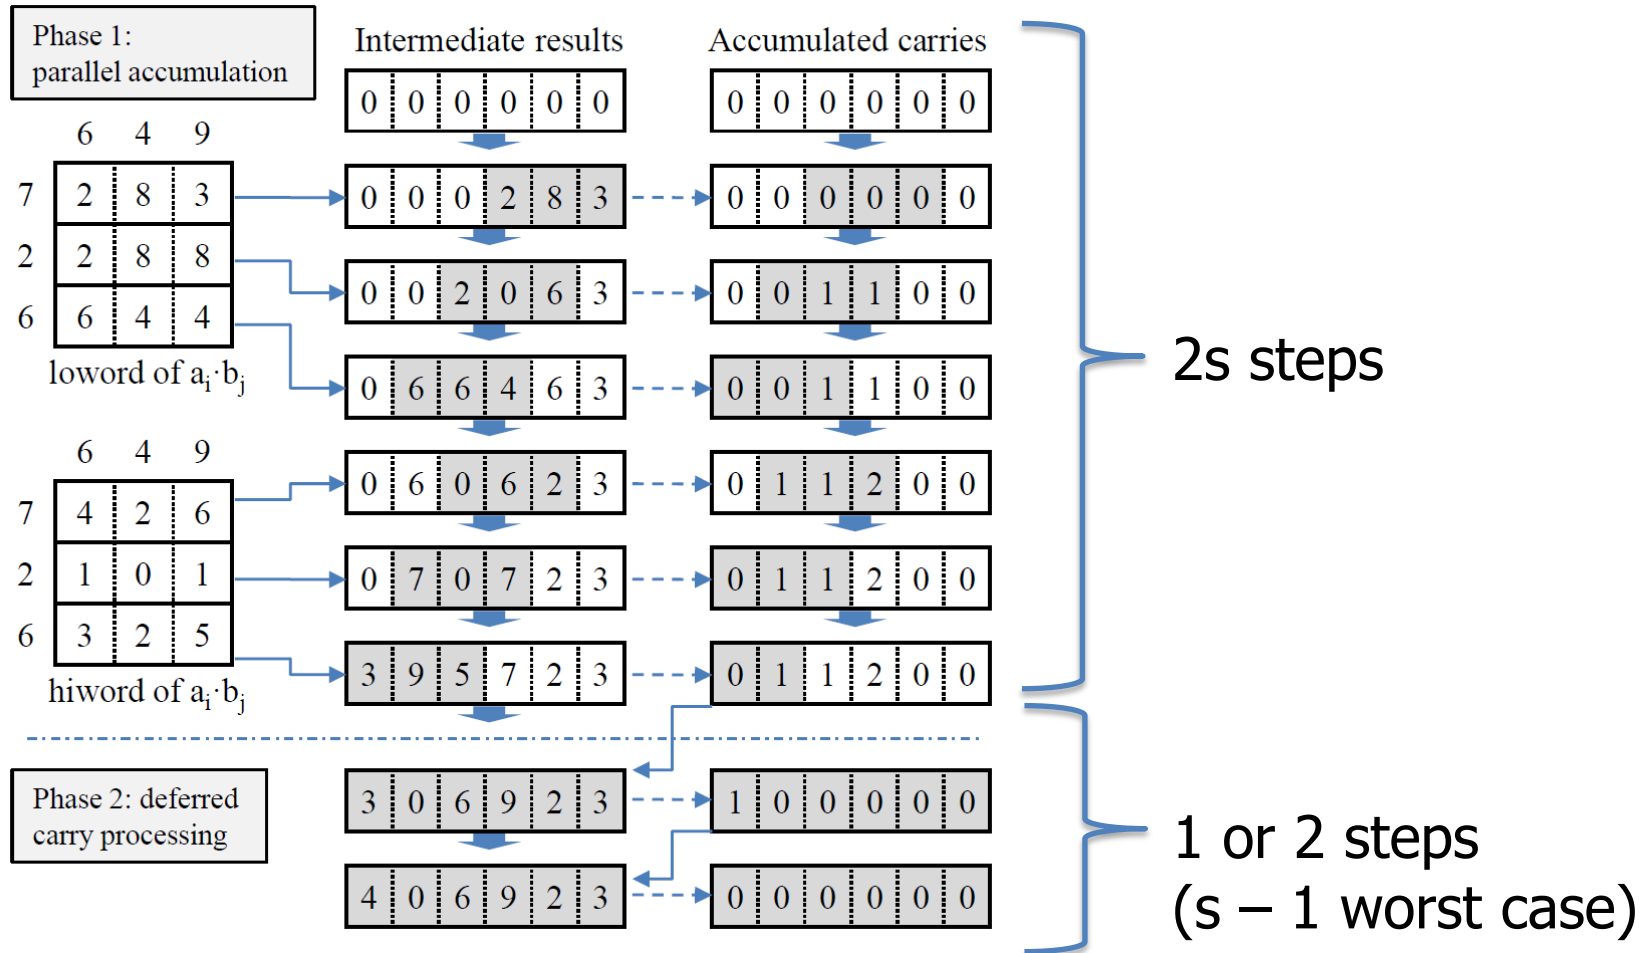 Phase 1:
parallel accumulation
Intermediate results
Accumulated carries
0 0 0 0 0 0
0 0 0 0 0 0
6 4 9
7 2 8 3
0 0 0 2 8 3
0 0 0 0 0 0
2 2 8 8
0 0 2 0 6 3
0 0 1 1 0 0
6 6 4 4
loword of aᵢ·bⱼ
0 6 6 4 6 3
0 0 1 1 0 0
2s steps
6 4 9
7 4 2 6
0 6 0 6 2 3
0 1 1 2 0 0
2 1 0 1
0 7 0 7 2 3
0 1 1 2 0 0
6 3 2 5
hiword of aᵢ·bⱼ
3 9 5 7 2 3
0 1 1 2 0 0
Phase 2: deferred
carry processing
3 0 6 9 2 3
1 0 0 0 0 0
4 0 6 9 2 3
0 0 0 0 0 0
1 or 2 steps
(s – 1 worst case)